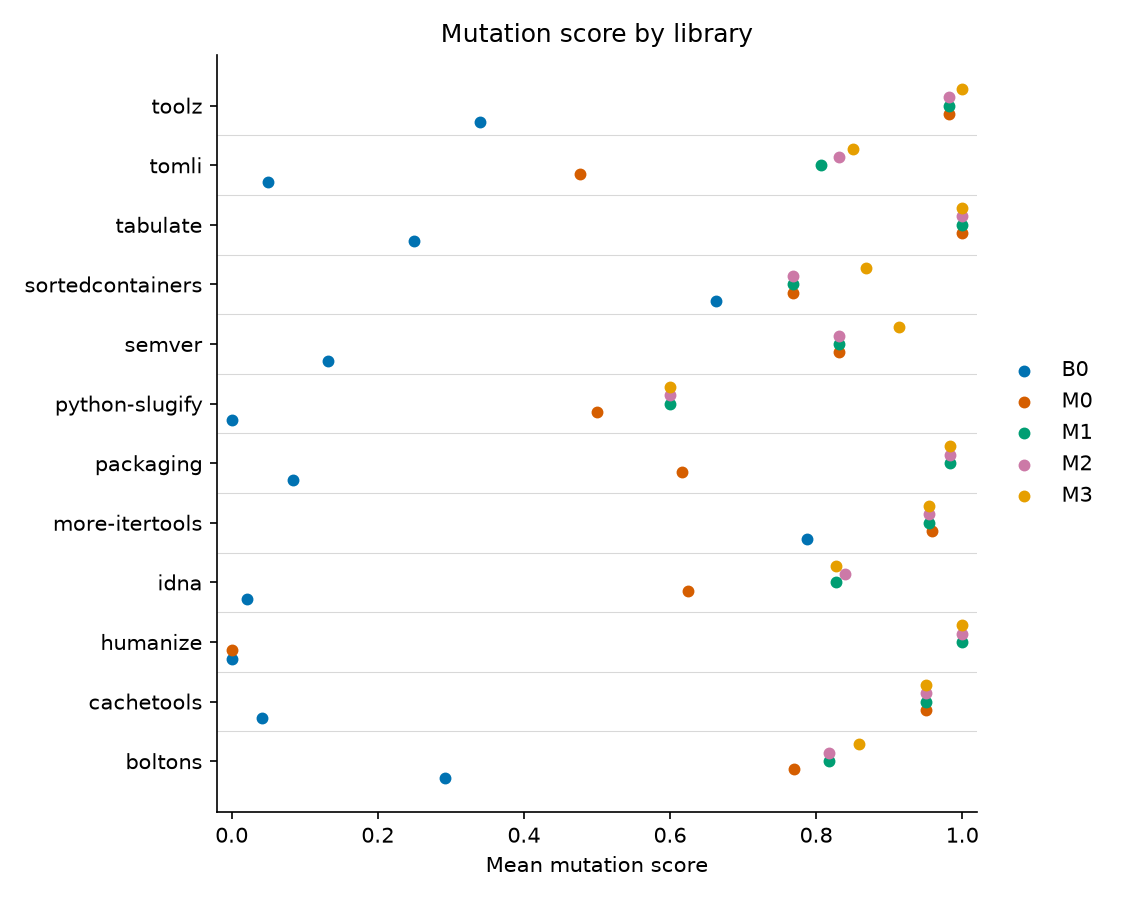 Mutation score by library
toolz
tomli
tabulate
sortedcontainers
semver
python-slugify
packaging
more-itertools
idna
humanize
cachetools
boltons
B0
M0
M1
M2
M3
0.0 0.2 0.4 0.6 0.8 1.0
Mean mutation score